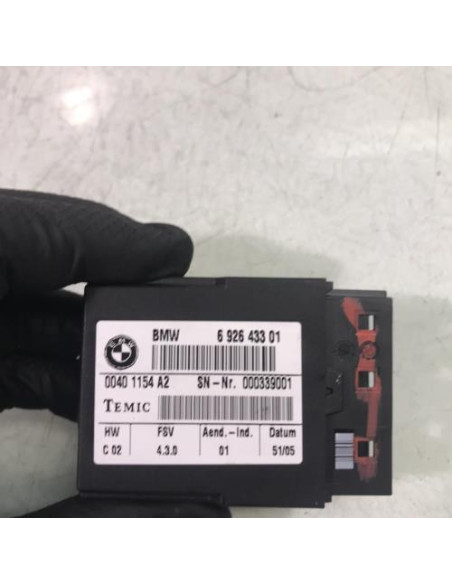 BMW 6 926 433 01
0040 1154 A2 SN-Nr. 000339001
TEMIC
HW FSV Aend.-Ind. Datum
C 02 4.3.0 01 51/05